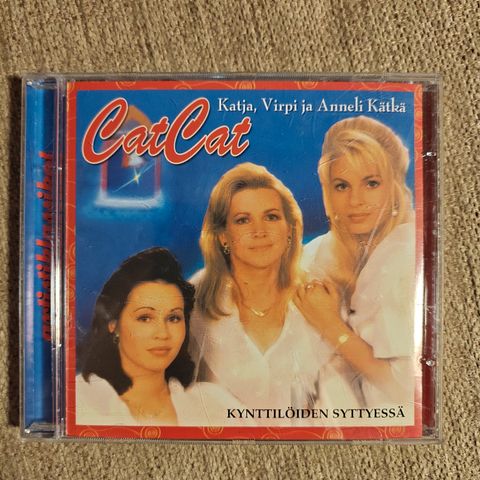 Katja, Virpi ja Anneli Kätkä
CatCat
KYNTTILÖIDEN SYTTYESSÄ